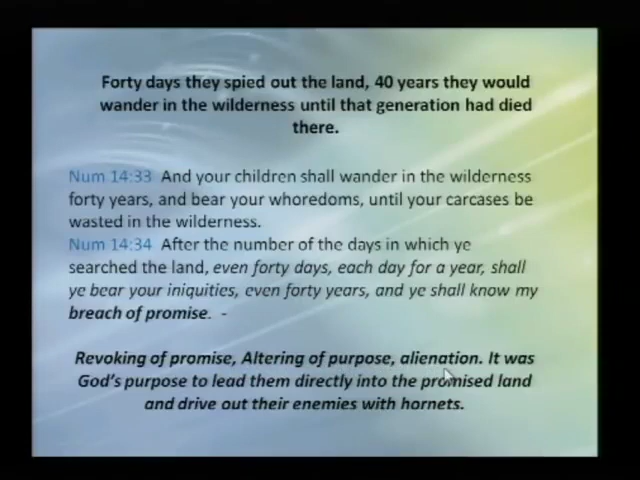 Forty days they spied out the land, 40 years they would
wander in the wilderness until that generation had died
there.
Num 14:33 And your children shall wander in the wilderness
forty years, and bear your whoredoms, until your carcases be
wasted in the wilderness.
Num 14:34 After the number of the days in which ye
searched the land, even forty days, each day for a year, shall
ye bear your iniquities, even forty years, and ye shall know my
breach of promise. -
Revoking of promise, Altering of purpose, alienation. It was
God's purpose to lead them directly into the promised land
and drive out their enemies with hornets.